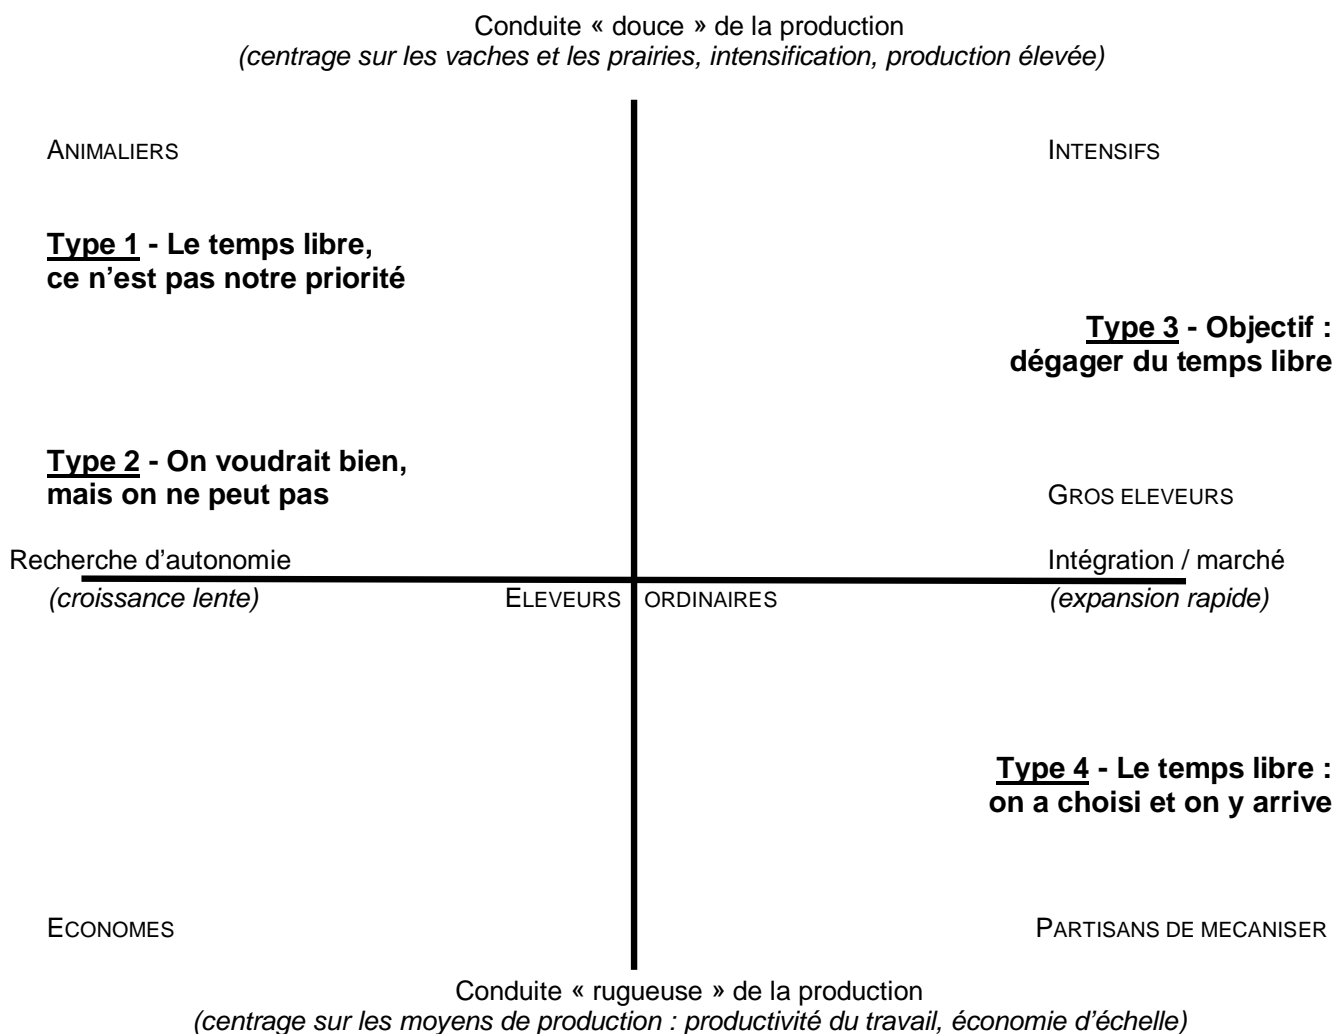 Conduite « douce » de la production
(centrage sur les vaches et les prairies, intensification, production élevée)
ANIMALIERS
INTENSIFS
Type 1 - Le temps libre,
ce n’est pas notre priorité
Type 3 - Objectif :
dégager du temps libre
Type 2 - On voudrait bien,
mais on ne peut pas
GROS ELEVEURS
Recherche d’autonomie
Intégration / marché
(croissance lente)
ELEVEURS ORDINAIRES
(expansion rapide)
Type 4 - Le temps libre :
on a choisi et on y arrive
ECONOMES
PARTISANS DE MECANISER
Conduite « rugueuse » de la production
(centrage sur les moyens de production : productivité du travail, économie d’échelle)